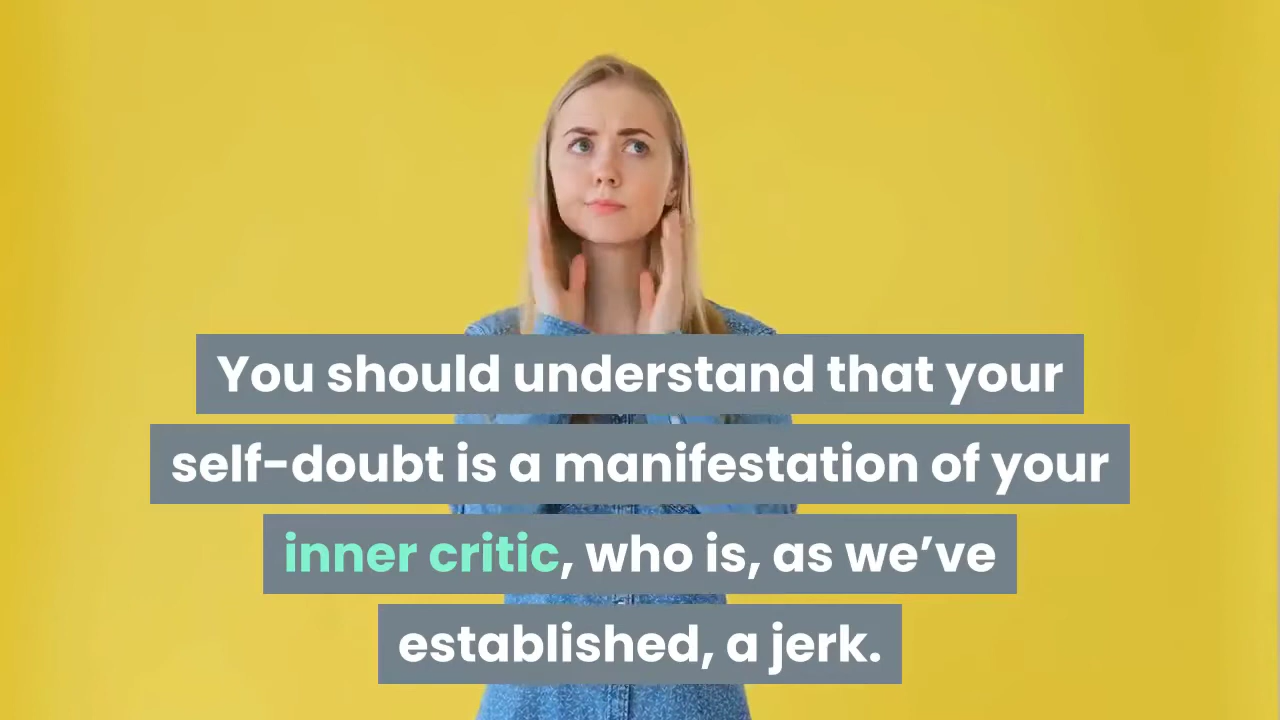 You should understand that your
self-doubt is a manifestation of your
inner critic, who is, as we’ve
established, a jerk.